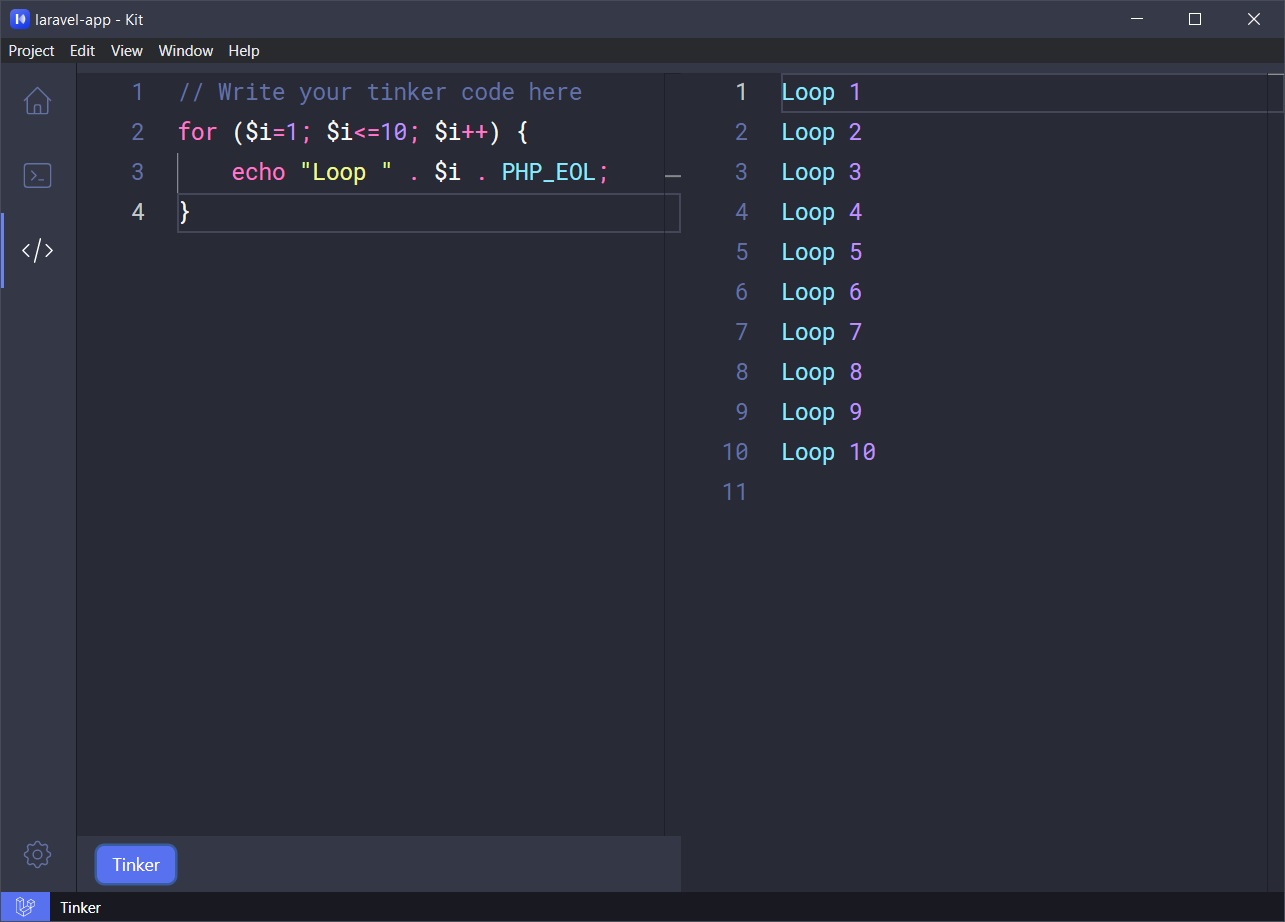 laravel-app - Kit
Project Edit View Window Help
1 // Write your tinker code here
2 for ($i=1; $i<=10; $i++) {
3     echo "Loop " . $i . PHP_EOL;
4 }
1 Loop 1
2 Loop 2
3 Loop 3
4 Loop 4
5 Loop 5
6 Loop 6
7 Loop 7
8 Loop 8
9 Loop 9
10 Loop 10
11
Tinker
Tinker